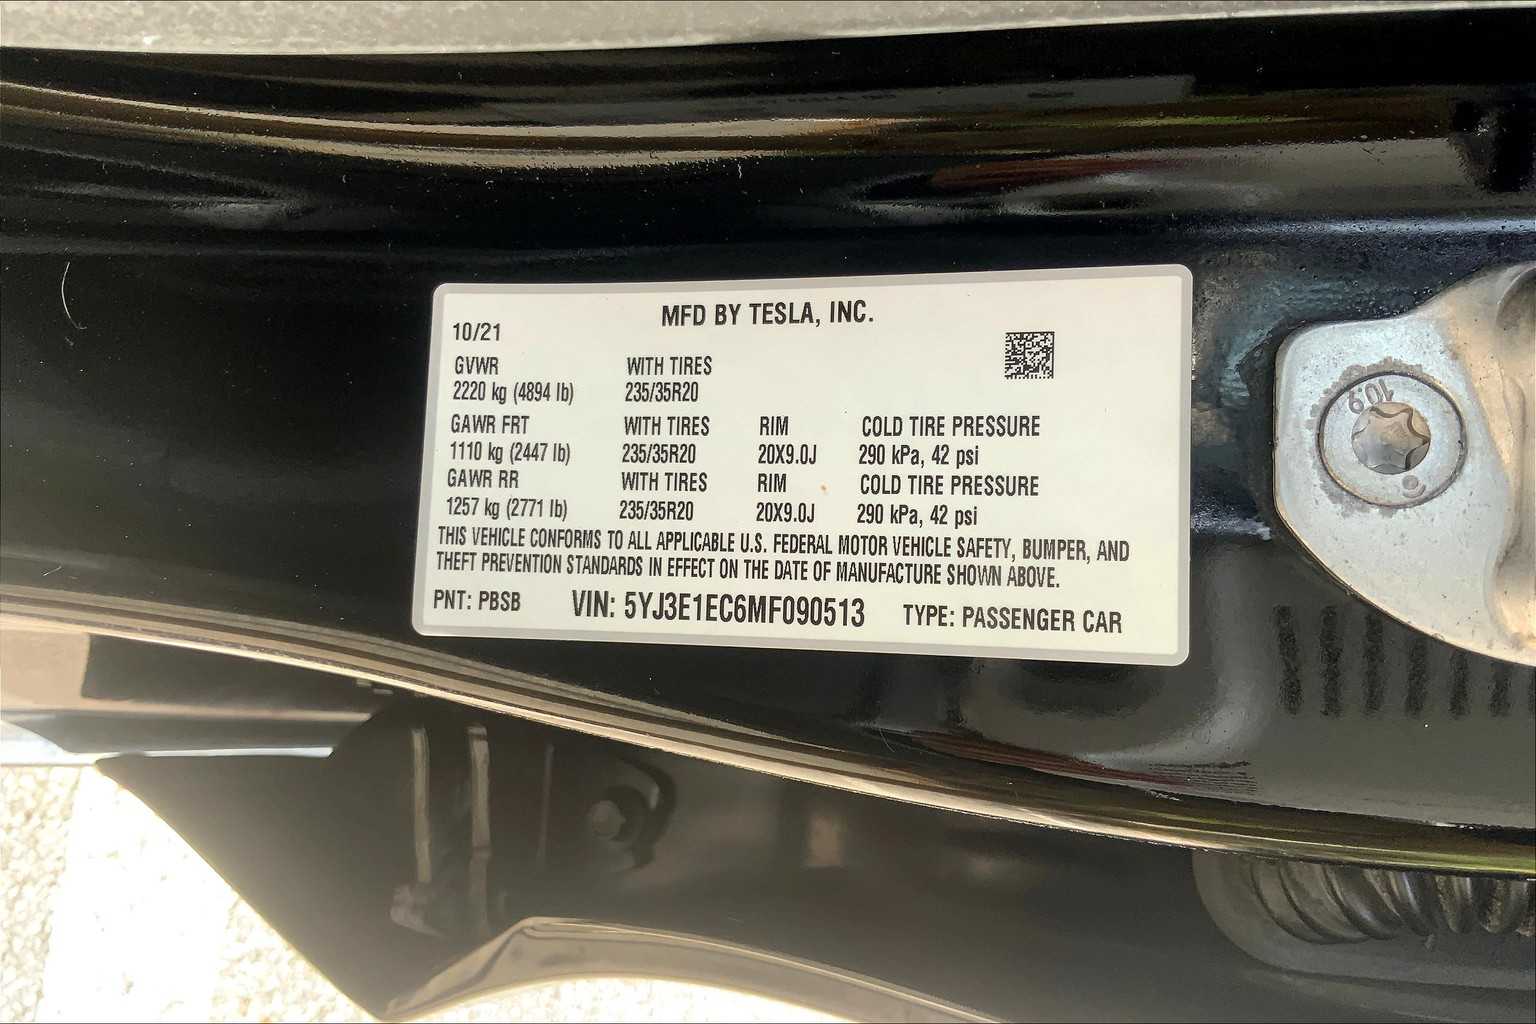 MFD BY TESLA, INC.
10/21
GVWR WITH TIRES
2220 kg (4894 lb) 235/35R20
GAWR FRT WITH TIRES RIM COLD TIRE PRESSURE
1110 kg (2447 lb) 235/35R20 20X9.0J 290 kPa, 42 psi
GAWR RR WITH TIRES RIM COLD TIRE PRESSURE
1257 kg (2771 lb) 235/35R20 20X9.0J 290 kPa, 42 psi
THIS VEHICLE CONFORMS TO ALL APPLICABLE U.S. FEDERAL MOTOR VEHICLE SAFETY, BUMPER, AND
THEFT PREVENTION STANDARDS IN EFFECT ON THE DATE OF MANUFACTURE SHOWN ABOVE.
PNT: PBSB VIN: 5YJ3E1EC6MF090513 TYPE: PASSENGER CAR
10.9